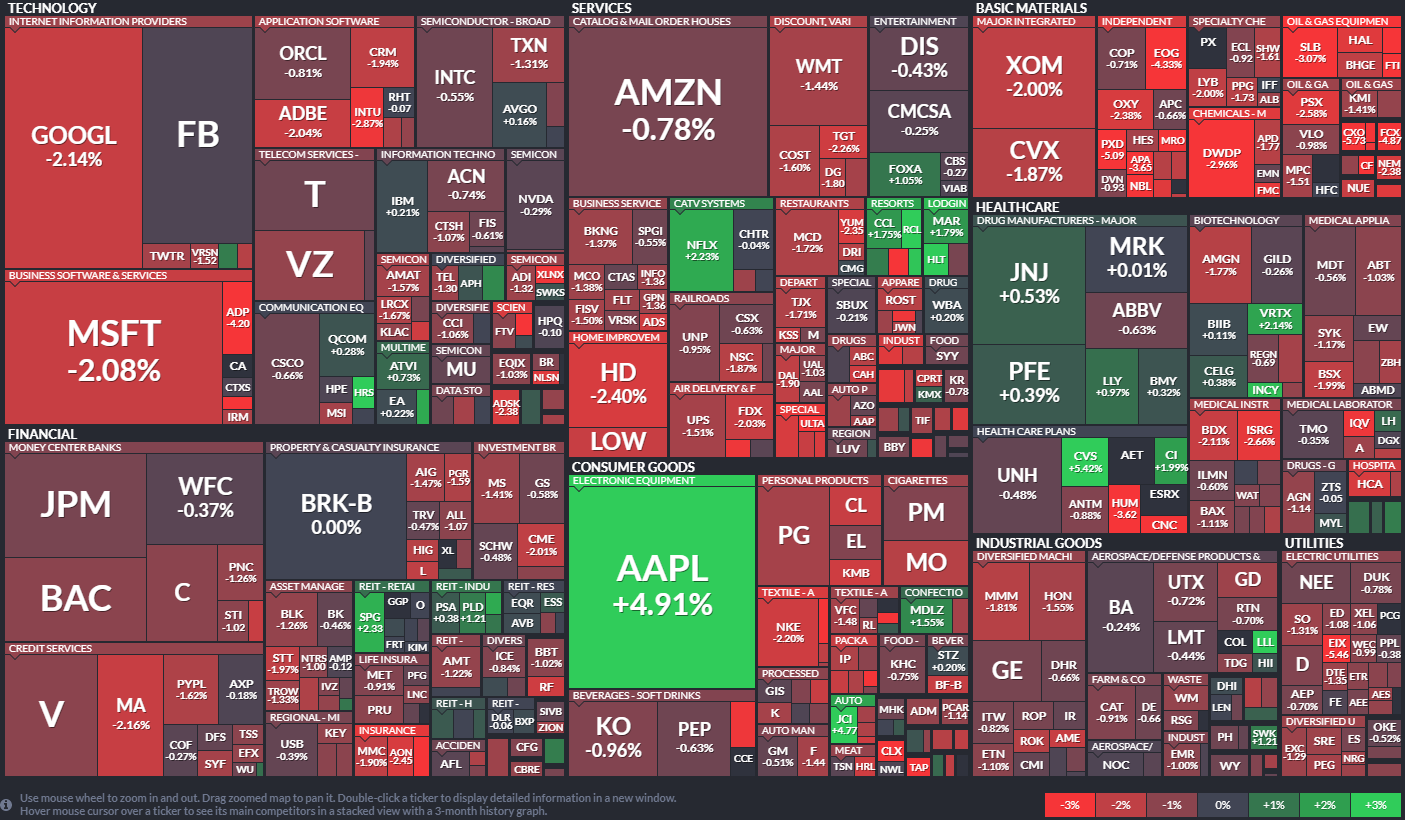 TECHNOLOGY
INTERNET INFORMATION PROVIDERS
GOOGL
-2.14%
FB
TWTR
VRSN
-1.52
APPLICATION SOFTWARE
ORCL
-0.81%
ADBE
-2.04%
CRM
-1.94%
INTU
-2.87%
RHT
-0.07
SEMICONDUCTOR - BROAD
INTC
-0.55%
TXN
-1.31%
AVGO
+0.16%
BUSINESS SOFTWARE & SERVICES
MSFT
-2.08%
ADP
-4.20
CA
CTXS
IRM
TELECOM SERVICES -
T
VZ
INFORMATION TECHNO
IBM
+0.21%
ACN
-0.74%
CTSH
-1.07%
FIS
-0.61%
SEMICON
NVDA
-0.29%
COMMUNICATION EQ
CSCO
-0.66%
QCOM
+0.28%
HPE
MSI
HRS
SEMICON
AMAT
-1.57%
LRCX
-1.67%
KLAC
DIVERSIFIED
TEL
-1.30
APH
SEMICON
ADI
-1.32
XLNX
SWKS
MULTIME
ATVI
+0.73%
EA
+0.22%
DIVERSIFIE
CCI
-1.06%
SCIEN
FTV
HPQ
-0.10
SEMICON
MU
DATA STO
EQIX
-1.03%
BR
NLSN
ADSK
-2.38
FINANCIAL
MONEY CENTER BANKS
JPM
WFC
-0.37%
BAC
C
PNC
-1.26%
STI
-1.02
CREDIT SERVICES
V
MA
-2.16%
PYPL
-1.62%
AXP
-0.18%
COF
-0.27%
DFS
SYF
TSS
EFX
WU
PROPERTY & CASUALTY INSURANCE
BRK-B
0.00%
AIG
-1.47%
PGR
-1.59
TRV
-0.47%
ALL
-1.07
HIG
XL
L
INVESTMENT BR
MS
-1.41%
GS
-0.58%
SCHW
-0.48%
CME
-2.01%
ASSET MANAGE
BLK
-1.26%
BK
-0.46%
STT
-1.97%
NTRS
-1.00
AMP
-0.12
TROW
-1.33%
IVZ
REIT - RETAI
SPG
+2.33
GGP
O
FRT
KIM
REIT - INDU
PSA
+0.38
PLD
+1.21
REIT - RES
EQR
ESS
AVB
LIFE INSURA
MET
-0.91%
PFG
LNC
PRU
REIT -
AMT
-1.22%
DIVERS
ICE
-0.84%
BBT
-1.02%
RF
REGIONAL - MI
USB
-0.39%
KEY
INSURANCE
MMC
-1.90%
AON
-2.45
REIT - H
REIT -
DLR
-0.06
BXP
SIVB
ZION
ACCIDEN
AFL
CFG
CBRE
SERVICES
CATALOG & MAIL ORDER HOUSES
AMZN
-0.78%
DISCOUNT, VARI
WMT
-1.44%
COST
-1.60%
TGT
-2.26%
DG
-1.80
ENTERTAINMENT
DIS
-0.43%
CMCSA
-0.25%
FOXA
+1.05%
CBS
-0.27
VIAB
BUSINESS SERVICE
BKNG
-1.37%
SPGI
-0.55%
MCO
-1.38%
CTAS
INFO
-1.36
FISV
-1.50%
FLT
GPN
-1.36
VRSK
ADS
CATV SYSTEMS
NFLX
+2.23%
CHTR
-0.04%
RESTAURANTS
MCD
-1.72%
YUM
-2.35
DRI
CMG
RESORTS
CCL
+1.75%
RCL
LODGIN
MAR
+1.79%
HLT
HOME IMPROVEM
HD
-2.40%
LOW
RAILROADS
UNP
-0.95%
CSX
-0.63%
NSC
-1.87%
DEPART
TJX
-1.71%
KSS
M
SPECIAL
SBUX
-0.21%
APPARE
ROST
JWN
DRUG
WBA
+0.20%
MAJOR
DAL
-1.90
UAL
-1.03
AAL
DRUGS
ABC
CAH
INDUST
FOOD
SYY
AIR DELIVERY & F
UPS
-1.51%
FDX
-2.03%
AUTO P
AZO
AAP
CPRT
KMX
KR
-0.78
SPECIAL
ULTA
REGION
LUV
TIF
BBY
CONSUMER GOODS
ELECTRONIC EQUIPMENT
AAPL
+4.91%
PERSONAL PRODUCTS
PG
CL
EL
KMB
CIGARETTES
PM
MO
BEVERAGES - SOFT DRINKS
KO
-0.96%
PEP
-0.63%
CCE
TEXTILE - A
NKE
-2.20%
TEXTILE - A
VFC
-1.48
RL
CONFECTIO
MDLZ
+1.55%
PACKA
IP
FOOD -
KHC
-0.75%
BEVER
STZ
+0.20%
BF-B
PROCESSED
GIS
K
AUTO
JCI
+4.77
MHK
ADM
PCAR
-1.14
AUTO MAN
GM
-0.51%
F
-1.44
MEAT
TSN
HRL
CLX
NWL
TAP
BASIC MATERIALS
MAJOR INTEGRATED
XOM
-2.00%
CVX
-1.87%
INDEPENDENT
COP
-0.71%
EOG
-4.33%
OXY
-2.38%
APC
-0.66%
PXD
-5.09
HES
MRO
APA
-3.65
DVN
-0.93
NBL
SPECIALTY CHE
PX
ECL
-0.92
SHW
-1.61
LYB
-2.00%
PPG
-1.73
IFF
ALB
CHEMICALS - M
DWDP
-2.96%
APD
-1.77
EMN
FMC
OIL & GAS EQUIPMEN
SLB
-3.07%
HAL
BHGE
FTI
OIL & GA
PSX
-2.58%
VLO
-0.98%
MPC
-1.51
HFC
OIL & GAS
KMI
-1.41%
CXO
-5.73
FCX
-4.87
CF
NEM
-2.38
NUE
HEALTHCARE
DRUG MANUFACTURERS - MAJOR
JNJ
+0.53%
PFE
+0.39%
MRK
+0.01%
ABBV
-0.63%
LLY
+0.97%
BMY
+0.32%
BIOTECHNOLOGY
AMGN
-1.77%
GILD
-0.26%
BIIB
+0.11%
VRTX
+2.14%
CELG
+0.38%
REGN
-0.69
INCY
MEDICAL APPLIA
MDT
-0.56%
ABT
-1.03%
SYK
-1.17%
EW
BSX
-1.99%
ZBH
ABMD
HEALTH CARE PLANS
UNH
-0.48%
CVS
+5.42%
AET
CI
+1.99%
ANTM
-0.88%
HUM
-3.62
ESRX
CNC
MEDICAL INSTR
BDX
-2.11%
ISRG
-2.66%
ILMN
-0.60%
WAT
BAX
-1.11%
MEDICAL LABORATOR
TMO
-0.35%
IQV
LH
A
DGX
DRUGS - G
AGN
-1.14
ZTS
-0.05
MYL
HOSPITA
HCA
INDUSTRIAL GOODS
DIVERSIFIED MACHI
MMM
-1.81%
HON
-1.55%
GE
DHR
-0.66%
ITW
-0.82%
ROP
IR
ROK
AME
ETN
-1.10%
CMI
AEROSPACE/DEFENSE PRODUCTS &
BA
-0.24%
UTX
-0.72%
LMT
-0.44%
GD
RTN
-0.70%
COL
LLL
TDG
HII
FARM & CO
CAT
-0.91%
DE
-0.66
WASTE
WM
RSG
DHI
LEN
AEROSPACE/
NOC
INDUST
EMR
-1.00%
PH
SWK
+1.21
WY
UTILITIES
ELECTRIC UTILITIES
NEE
DUK
-0.78%
SO
-1.31%
ED
-1.08
XEL
-1.06
PCG
D
EIX
-5.46
WEC
-0.99
PPL
-0.38
DTE
-1.35
ETR
AEP
-0.70%
FE
AEE
AES
DIVERSIFIED U
EXC
-1.29
SRE
ES
OKE
-0.52%
PEG
NRG
Use mouse wheel to zoom in and out. Drag zoomed map to pan it. Double-click a ticker to display detailed information in a new window.
Hover mouse cursor over a ticker to see its main competitors in a stacked view with a 3-month history graph.
-3%
-2%
-1%
0%
+1%
+2%
+3%